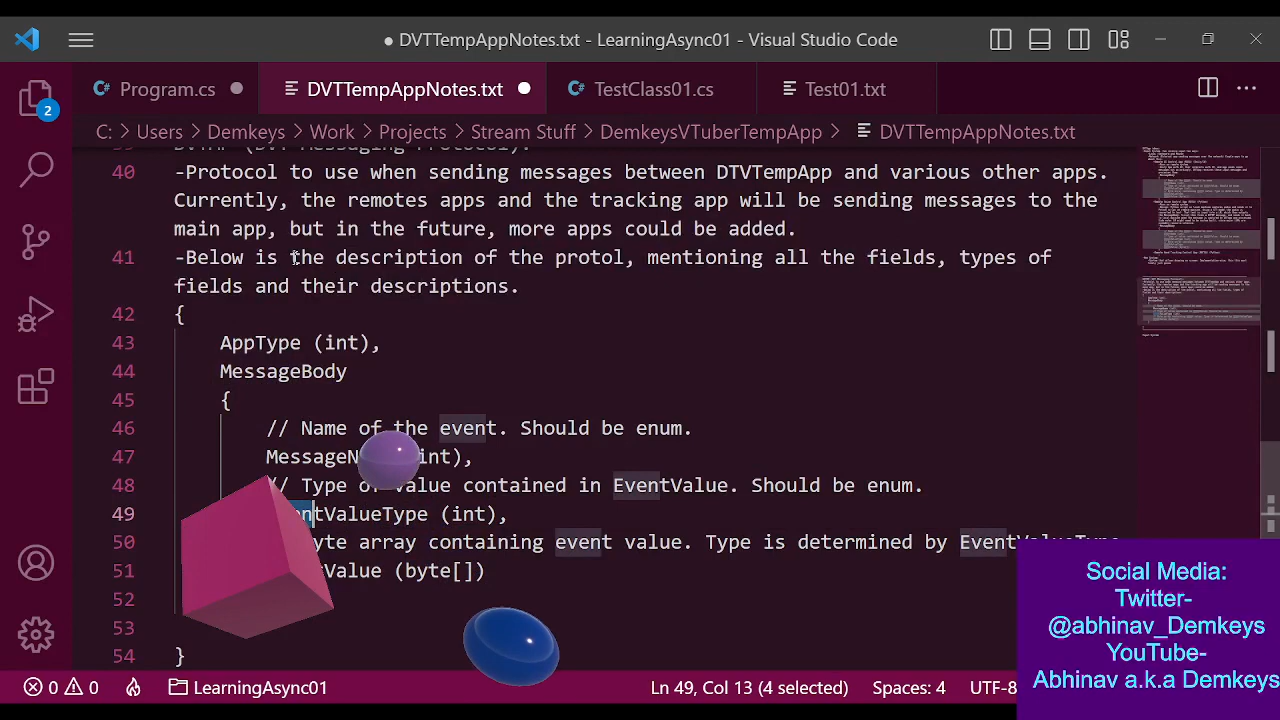 ● DVTTempAppNotes.txt - LearningAsync01 - Visual Studio Code
Program.cs ● DVTTempAppNotes.txt ● TestClass01.cs Test01.txt
2
C: > Users > Demkeys > Work > Projects > Stream Stuff > DemkeysVTuberTempApp > DVTTempAppNotes.txt
40 -Protocol to use when sending messages between DTVTempApp and various other apps.
Currently, the remotes apps and the tracking app will be sending messages to the
main app, but in the future, more apps could be added.
41 -Below is the description of the protol, mentioning all the fields, types of
fields and their descriptions.
42 {
43 AppType (int),
44 MessageBody
45 {
46 // Name of the event. Should be enum.
47 int),
48 // Type of value contained in EventValue. Should be enum.
49 ntValueType (int),
50 array containing event value. Type is determined by EventValueType
51 tValue (byte[])
52
53
54 }
Social Media:
Twitter-
@abhinav_Demkeys
YouTube-
Abhinav a.k.a Demkeys
0 0 LearningAsync01 Ln 49, Col 13 (4 selected) Spaces: 4 UTF-8